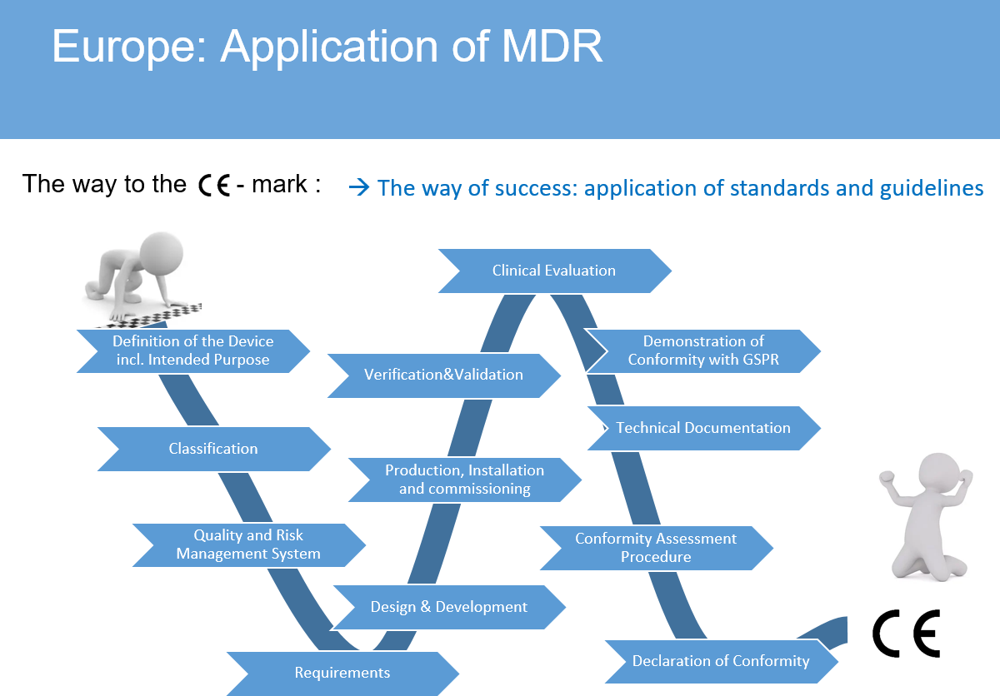 Europe: Application of MDR
The way to the CE - mark :
→ The way of success: application of standards and guidelines
Definition of the Device
incl. Intended Purpose
Classification
Quality and Risk
Management System
Requirements
Design & Development
Production, Installation
and commissioning
Verification&Validation
Clinical Evaluation
Demonstration of
Conformity with GSPR
Technical Documentation
Conformity Assessment
Procedure
Declaration of Conformity
CE